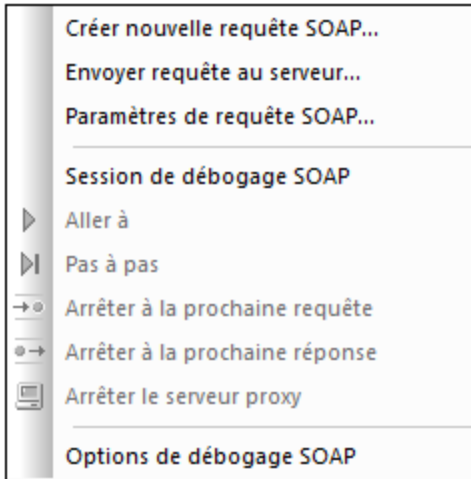 Créer nouvelle requête SOAP...
Envoyer requête au serveur...
Paramètres de requête SOAP...
Session de débogage SOAP
Aller à
Pas à pas
Arrêter à la prochaine requête
Arrêter à la prochaine réponse
Arrêter le serveur proxy
Options de débogage SOAP